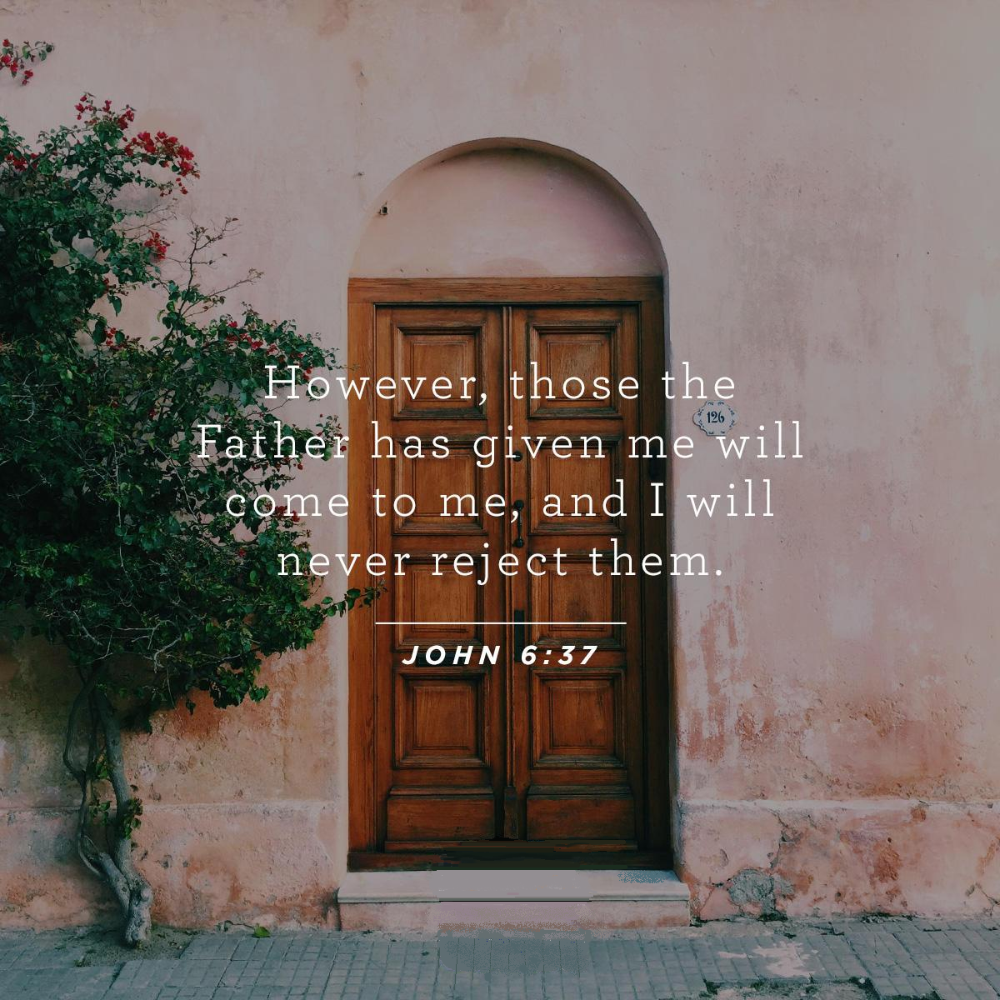 However, those the
126
Father has given me will
come to me, and I will
never reject them.
JOHN 6:37